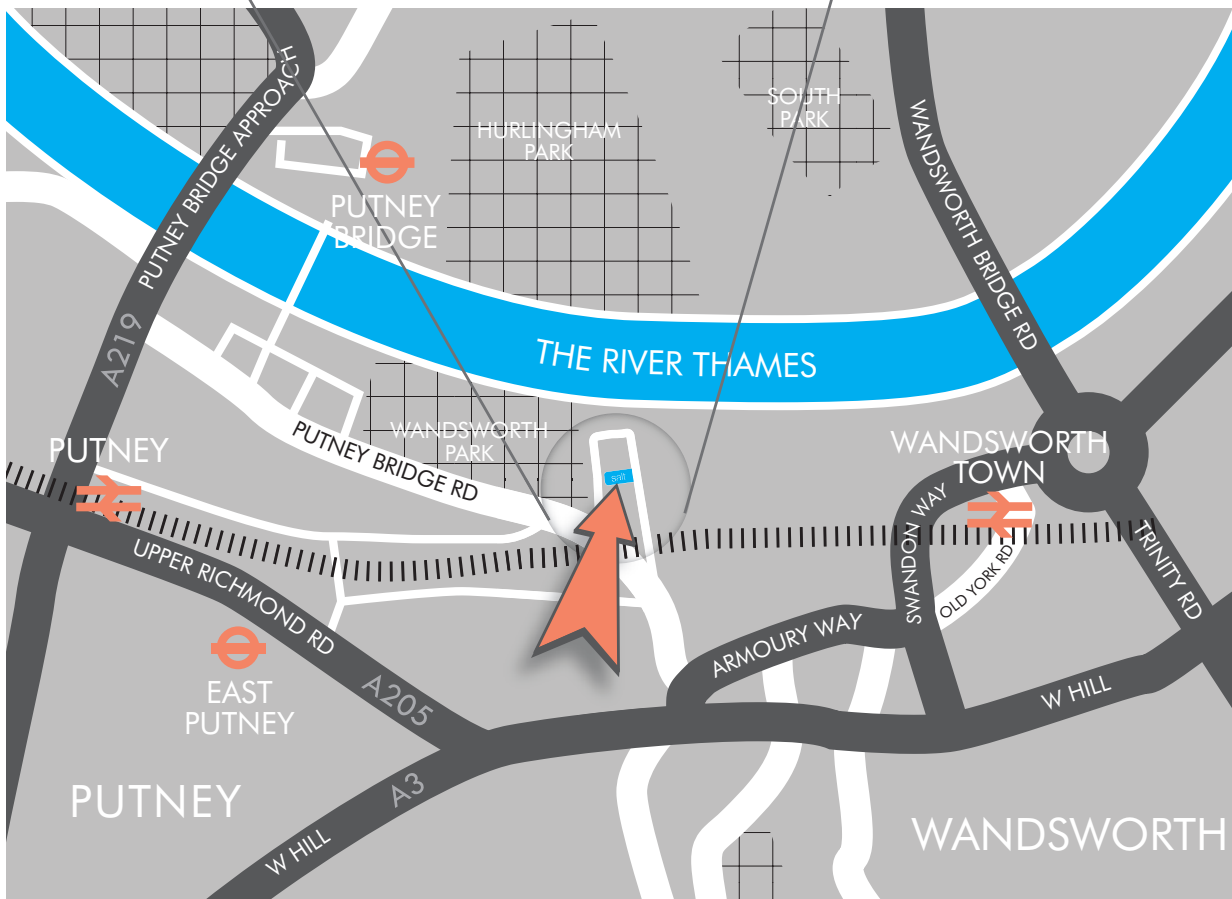 SOUTH
PARK
HURLINGHAM
PARK
WANDSWORTH BRIDGE RD
PUTNEY BRIDGE APPROACH
PUTNEY
BRIDGE
A219
THE RIVER THAMES
PUTNEY BRIDGE RD
WANDSWORTH
PARK
PUTNEY
WANDSWORTH
TOWN
sail
SWANDON WAY
OLD YORK RD
TRINITY RD
UPPER RICHMOND RD
ARMOURY WAY
EAST
PUTNEY
A205
W HILL
PUTNEY
A3
W HILL
WANDSWORTH